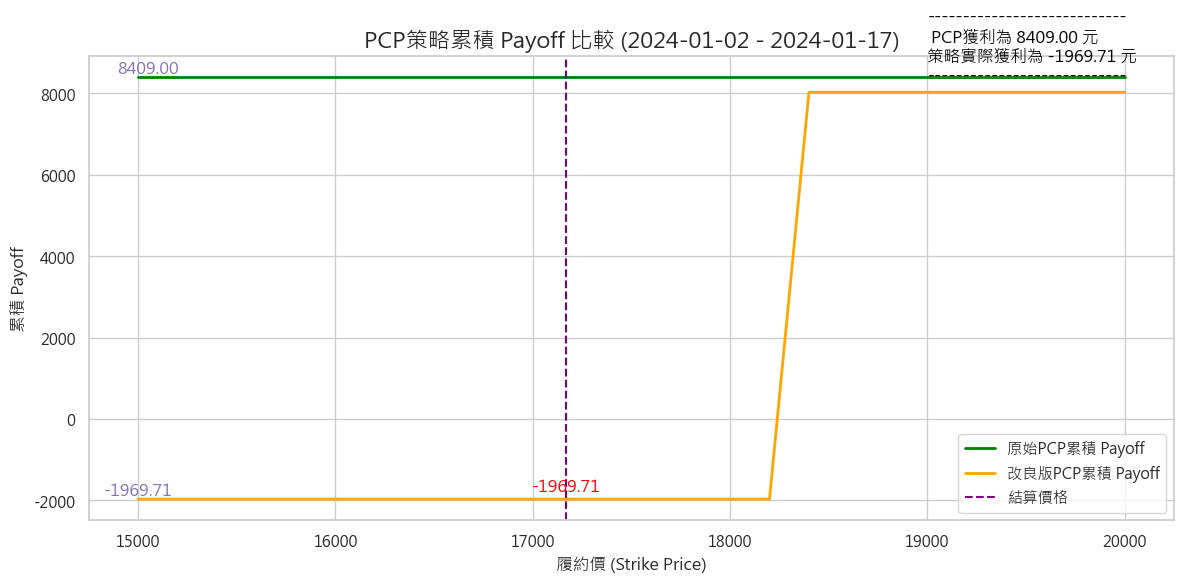 PCP策略累積 Payoff 比較 (2024-01-02 - 2024-01-17)
------------------------------
PCP獲利為 8409.00 元
策略實際獲利為 -1969.71 元
------------------------------
8409.00
8000
6000
4000
2000
0
-2000
累積 Payoff
-1969.71
-1969.71
原始PCP累積 Payoff
改良版PCP累積 Payoff
結算價格
15000
16000
17000
18000
19000
20000
履約價 (Strike Price)